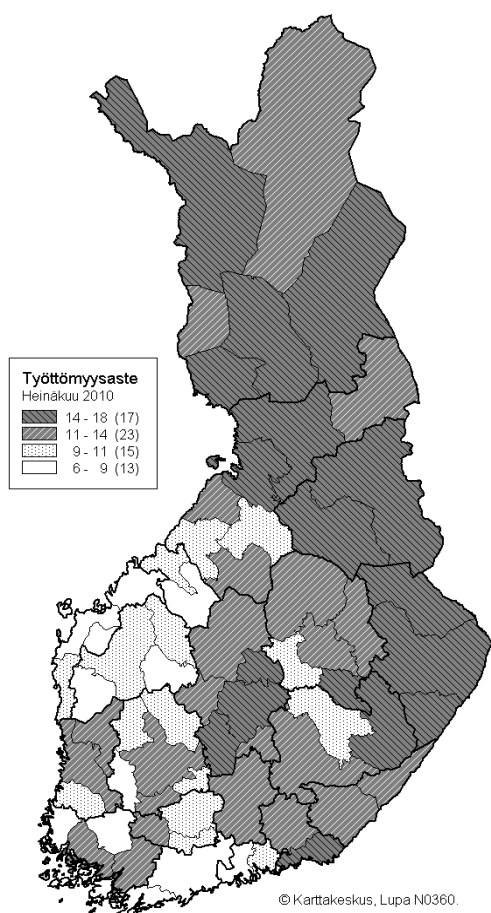 Työttömyysaste
Heinäkuu 2010
14 - 18 (17)
11 - 14 (23)
9 - 11 (15)
6 - 9 (13)
© Karttakeskus, Lupa N0360.